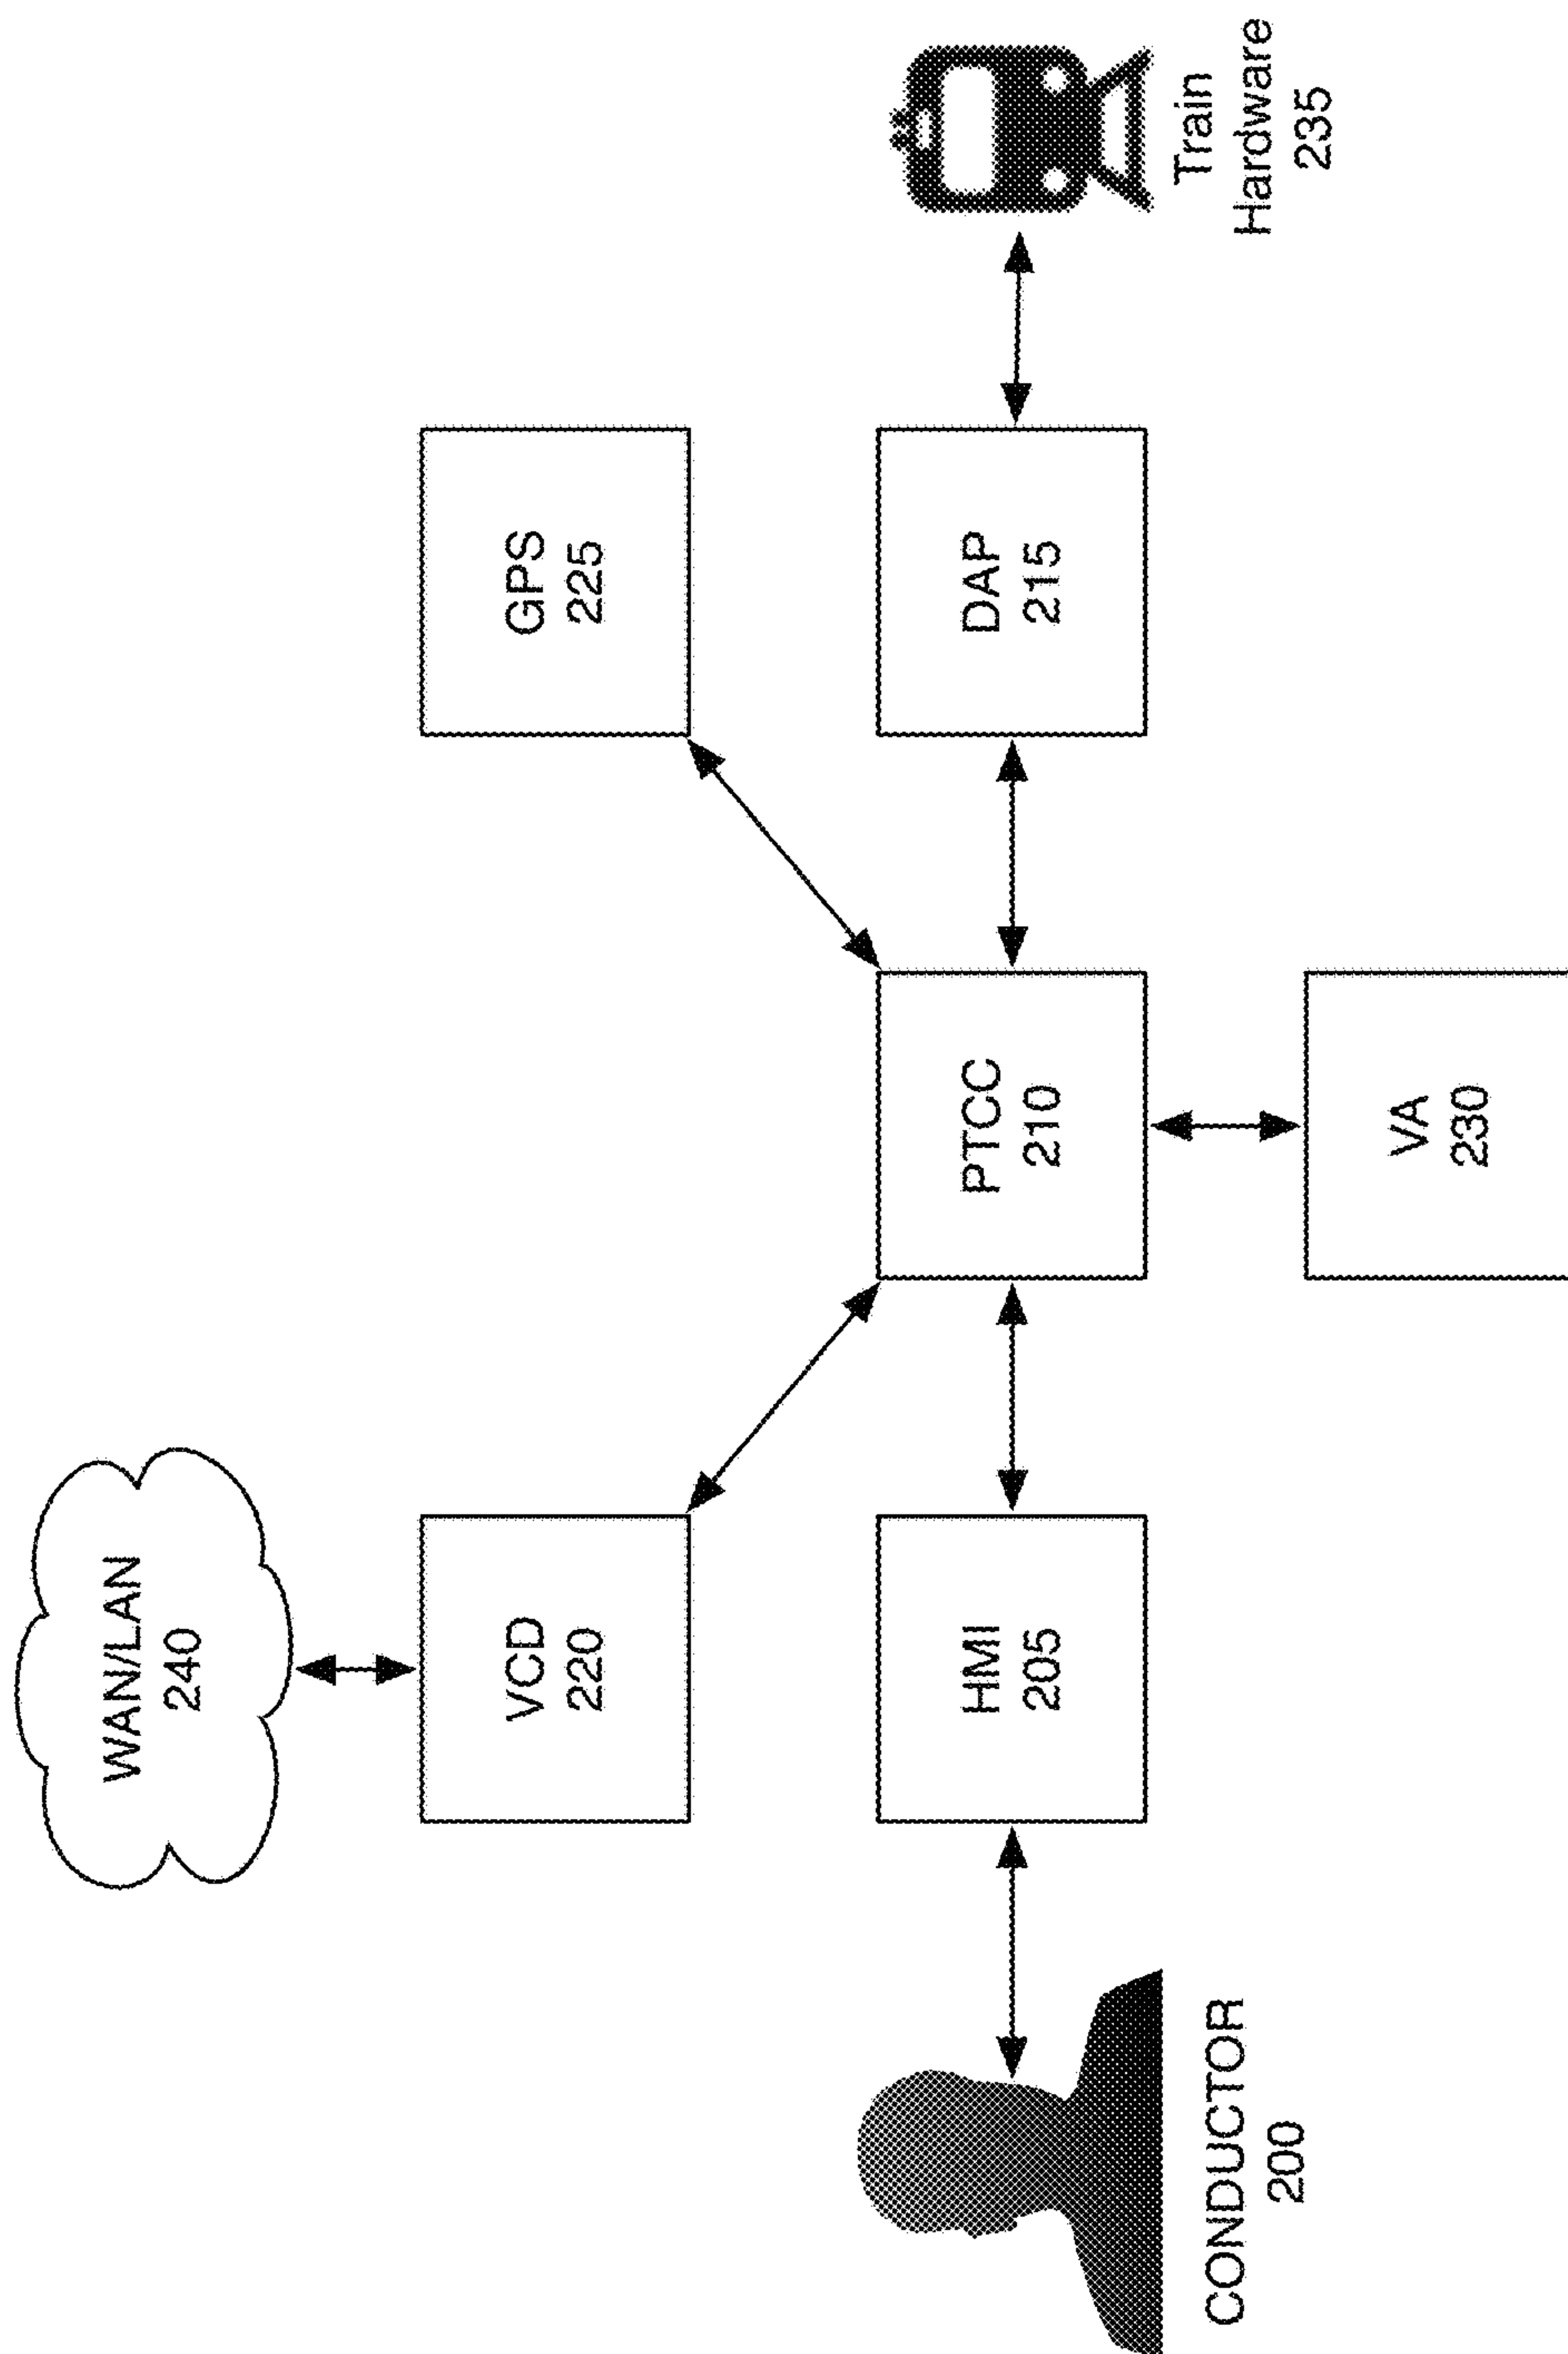 WAN/LAN
240
VCD
220
GPS
225
CONDUCTOR
200
HMI
205
PTCC
210
DAP
215
Train
Hardware
235
VA
230